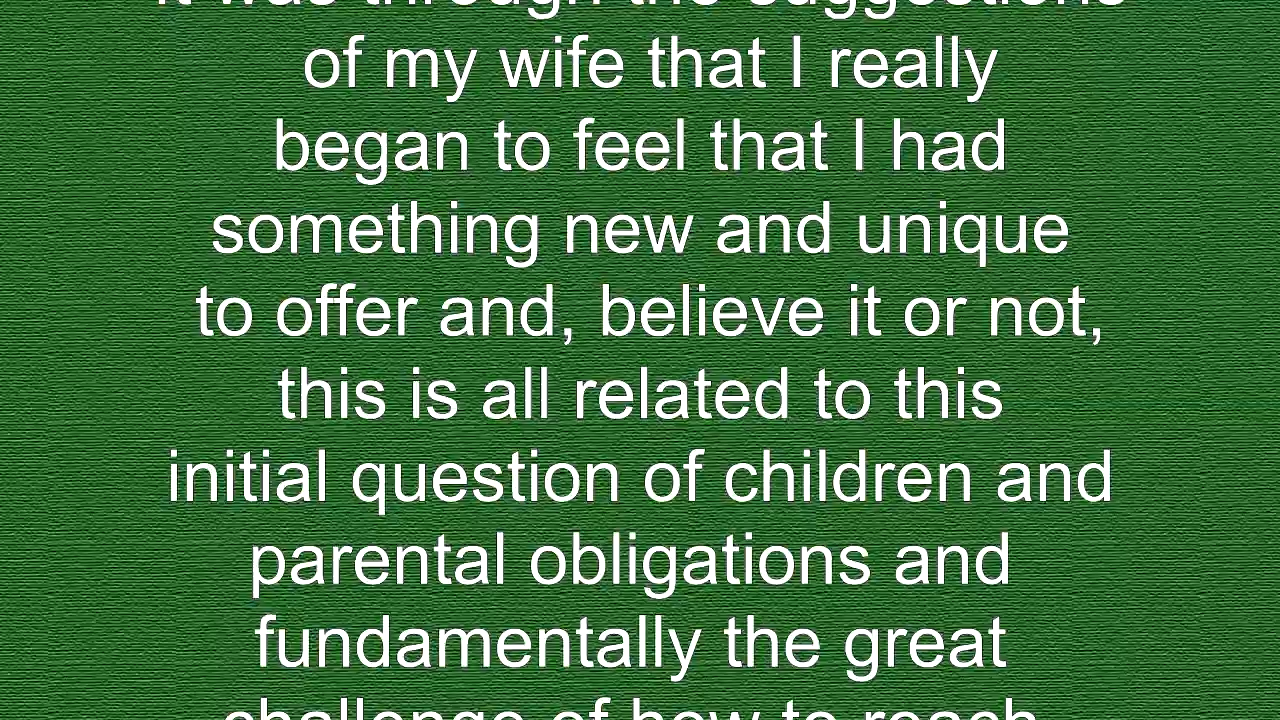 it was through the suggestions
of my wife that I really
began to feel that I had
something new and unique
to offer and, believe it or not,
this is all related to this
initial question of children and
parental obligations and
fundamentally the great
challenge of how to reach